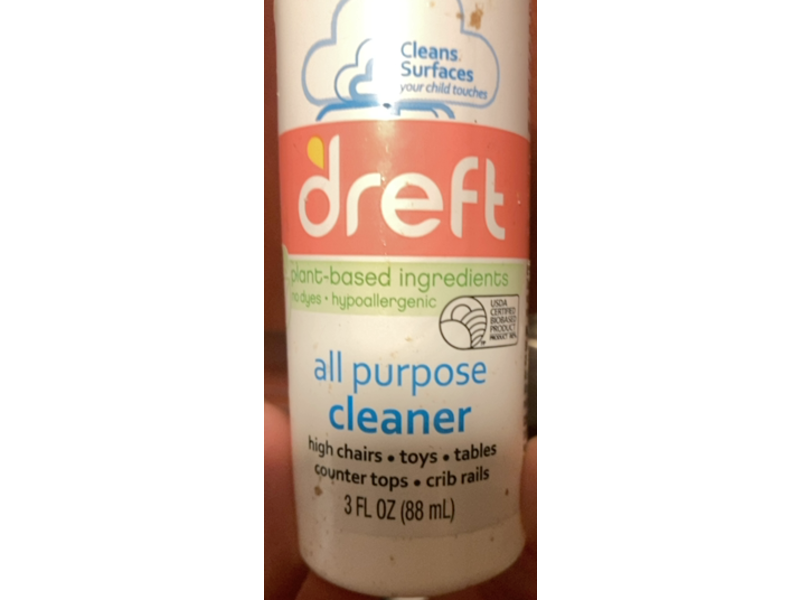 Cleans
Surfaces
your child touches
dreft
plant-based ingredients
no dyes • hypoallergenic
USDA
CERTIFIED
BIOBASED
PRODUCT
all purpose
cleaner
high chairs • toys • tables
counter tops • crib rails
3 FL OZ (88 mL)